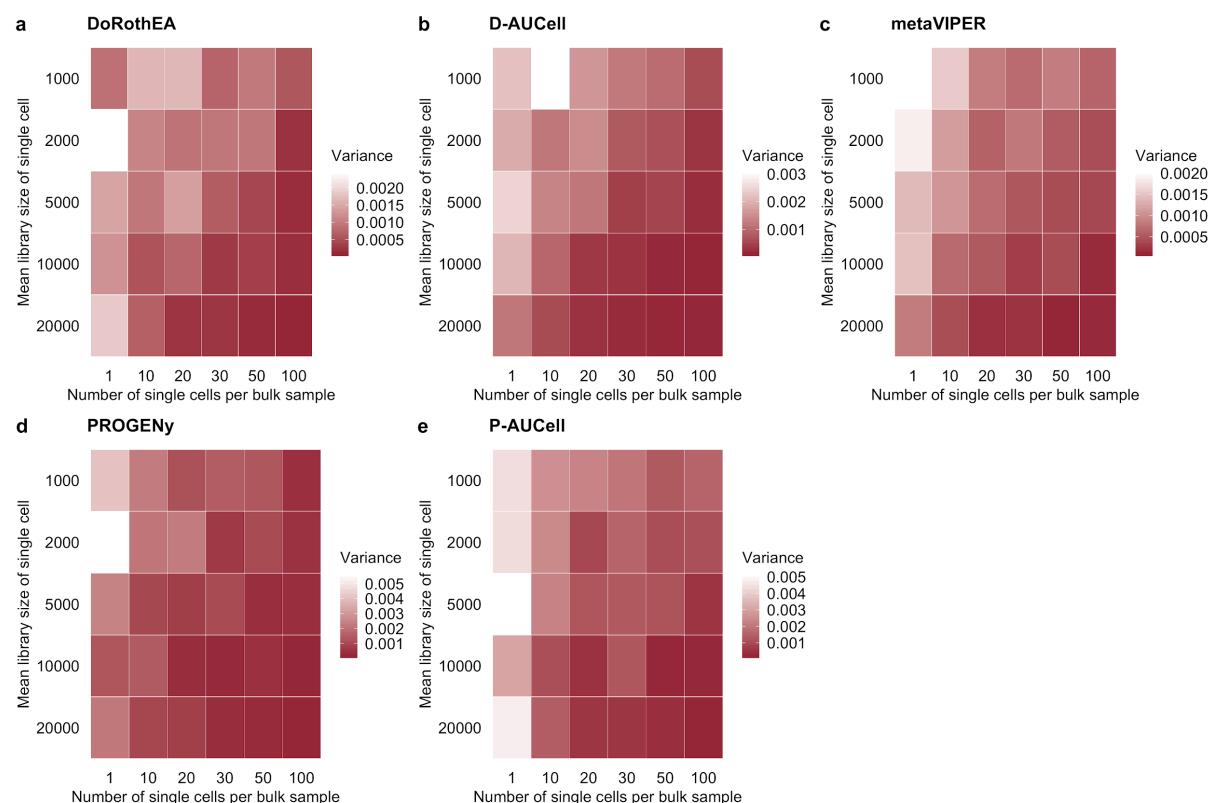 a DoRothEA
Mean library size of single cell
1000
2000
5000
10000
20000
1 10 20 30 50 100
Number of single cells per bulk sample
Variance
0.0020
0.0015
0.0010
0.0005
b D-AUCell
Mean library size of single cell
1000
2000
5000
10000
20000
1 10 20 30 50 100
Number of single cells per bulk sample
Variance
0.003
0.002
0.001
c metaVIPER
Mean library size of single cell
1000
2000
5000
10000
20000
1 10 20 30 50 100
Number of single cells per bulk sample
Variance
0.0020
0.0015
0.0010
0.0005
d PROGENy
Mean library size of single cell
1000
2000
5000
10000
20000
1 10 20 30 50 100
Number of single cells per bulk sample
Variance
0.005
0.004
0.003
0.002
0.001
e P-AUCell
Mean library size of single cell
1000
2000
5000
10000
20000
1 10 20 30 50 100
Number of single cells per bulk sample
Variance
0.005
0.004
0.003
0.002
0.001